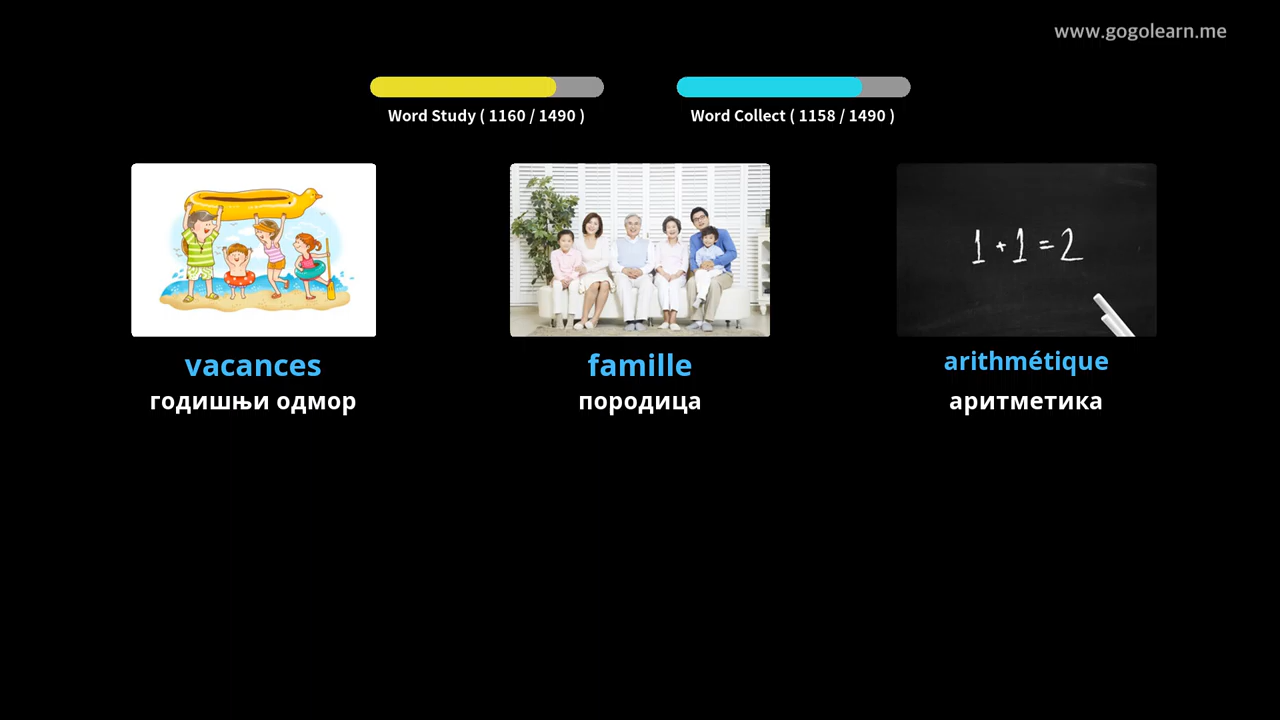 www.gogolearn.me
Word Study ( 1160 / 1490 )
Word Collect ( 1158 / 1490 )
1 + 1 = 2
vacances
famille
arithmétique
годишњи одмор
породица
аритметика